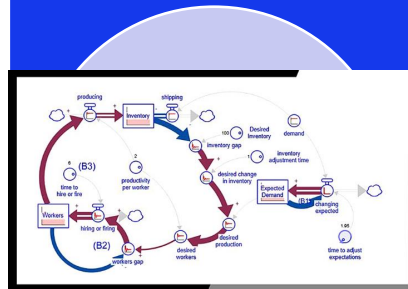 producing
shipping
Inventory
100
Desired
Inventory
demand
inventory gap
inventory
adjustment time
1
desired change
in inventory
6
(B3)
2
time to
hire or fire
productivity
per worker
Expected
Demand
(B1)
changing
expected
Workers
hiring or firing
(B2)
workers gap
desired
workers
desired
production
1.95
time to adjust
expectations